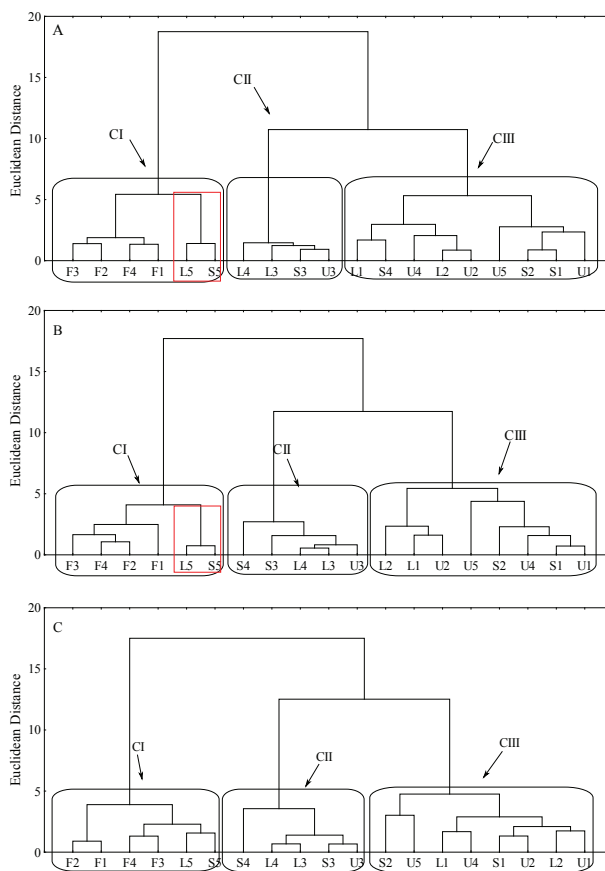 20
A
CII
15
CI
CIII
10
5
0
Euclidean Distance
F3 F2 F4 F1 L5 S5 L4 L3 S3 U3 L1 S4 U4 L2 U2 U5 S2 S1 U1
20
B
15
CI CII CIII
10
5
0
Euclidean Distance
F3 F4 F2 F1 L5 S5 S4 S3 L4 L3 U3 L2 L1 U2 U5 S2 U4 S1 U1
20
C
15
CI CII CIII
10
5
0
Euclidean Distance
F2 F1 F4 F3 L5 S5 S4 L4 L3 S3 U3 S2 U5 L1 U4 S1 U2 L2 U1